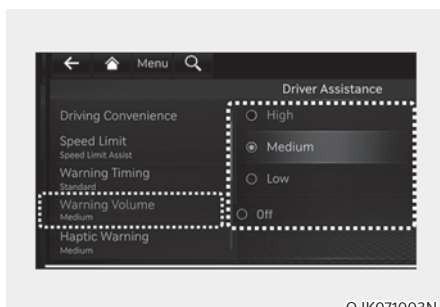 Menu
Driver Assistance
Driving Convenience
Speed Limit
Speed Limit Assist
Warning Timing
Standard
Warning Volume
Medium
Haptic Warning
Medium
High
Medium
Low
Off